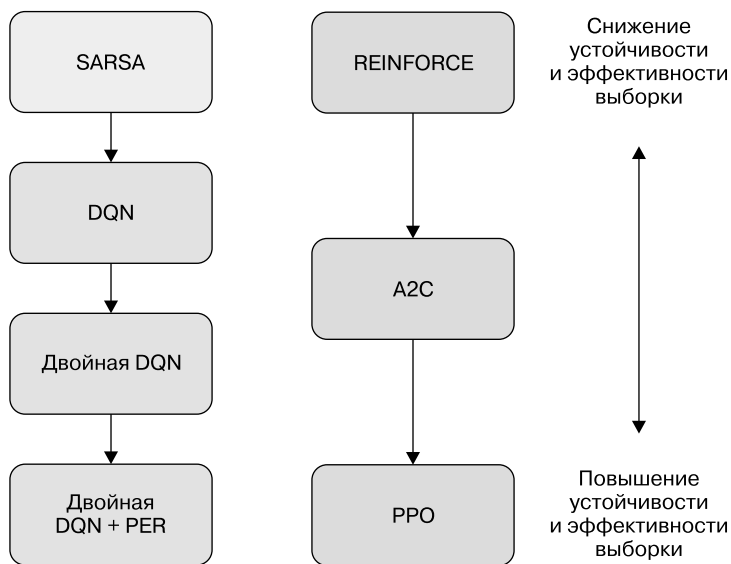 SARSA
DQN
Двойная DQN
Двойная
DQN + PER
REINFORCE
A2C
PPO
Снижение
устойчивости
и эффективности
выборки
Повышение
устойчивости
и эффективности
выборки